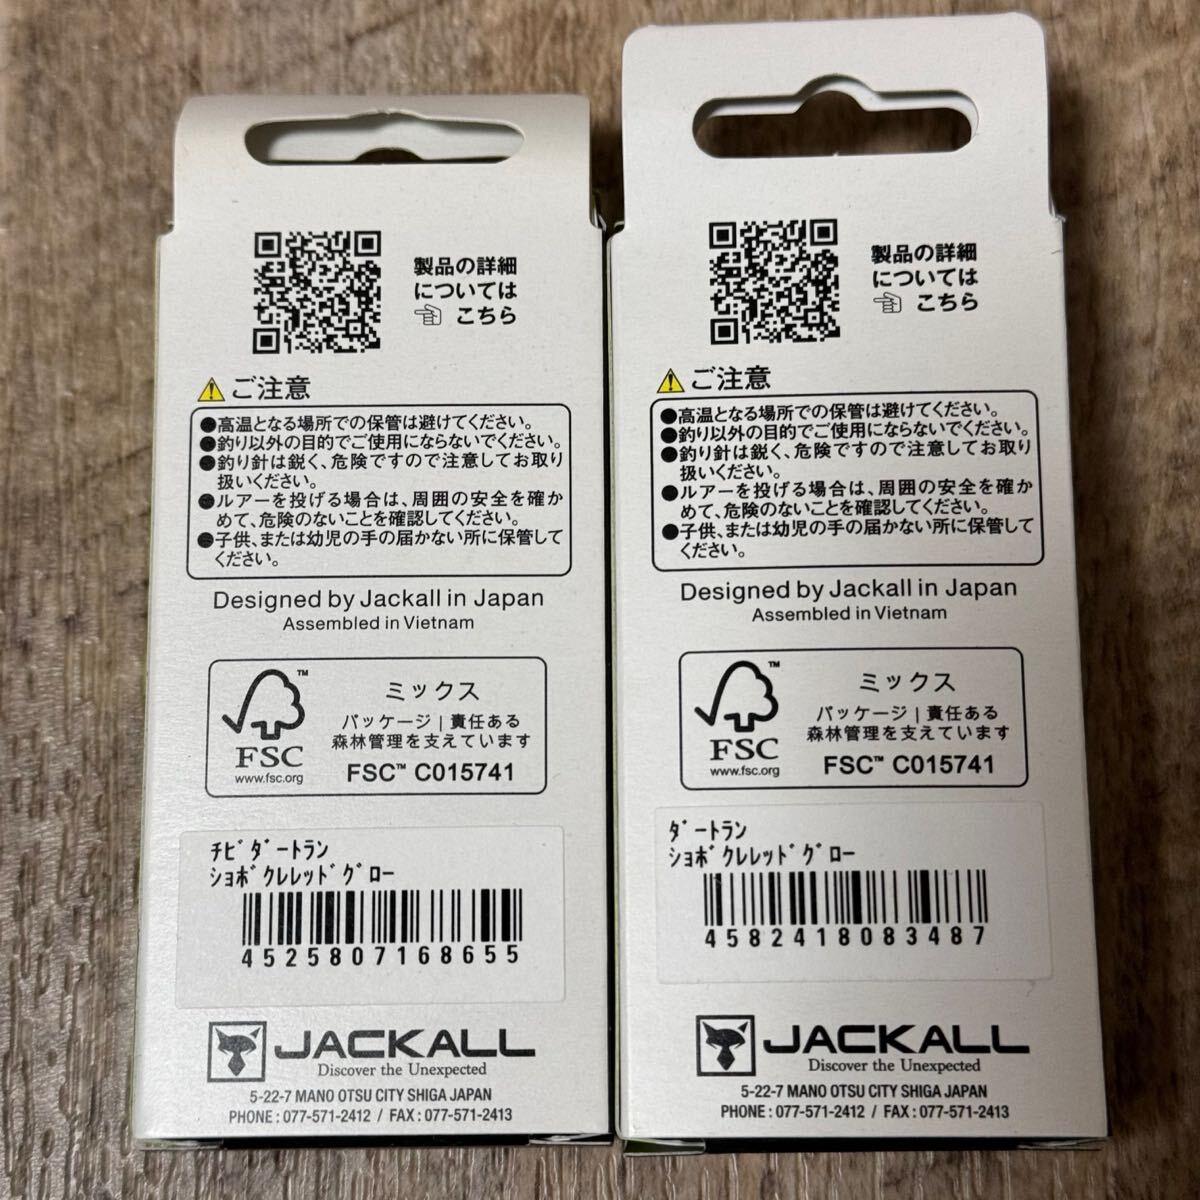 製品の詳細
については
☜ こちら
⚠ ご注意
●高温となる場所での保管は避けてください。
●釣り以外の目的でご使用にならないでください。
●釣り針は鋭く、危険ですので注意してお取り
扱いください。
●ルアーを投げる場合は、周囲の安全を確か
めて、危険のないことを確認してください。
●子供、または幼児の手の届かない所に保管して
ください。
Designed by Jackall in Japan
Assembled in Vietnam
™
FSC
www.fsc.org
ミックス
パッケージ | 責任ある
森林管理を支えています
FSC™ C015741
ﾁﾋﾞﾀﾞｰﾄﾗﾝ
ｼｮﾎﾞｸﾚﾚｯﾄﾞｸﾞﾛｰ
4525807168655
JACKALL
Discover the Unexpected
5-22-7 MANO OTSU CITY SHIGA JAPAN
PHONE : 077-571-2412 / FAX : 077-571-2413
製品の詳細
については
☜ こちら
⚠ ご注意
●高温となる場所での保管は避けてください。
●釣り以外の目的でご使用にならないでください。
●釣り針は鋭く、危険ですので注意してお取り
扱いください。
●ルアーを投げる場合は、周囲の安全を確か
めて、危険のないことを確認してください。
●子供、または幼児の手の届かない所に保管して
ください。
Designed by Jackall in Japan
Assembled in Vietnam
™
FSC
www.fsc.org
ミックス
パッケージ | 責任ある
森林管理を支えています
FSC™ C015741
ﾀﾞｰﾄﾗﾝ
ｼｮﾎﾞｸﾚﾚｯﾄﾞｸﾞﾛｰ
4582418083487
JACKALL
Discover the Unexpected
5-22-7 MANO OTSU CITY SHIGA JAPAN
PHONE : 077-571-2412 / FAX : 077-571-2413